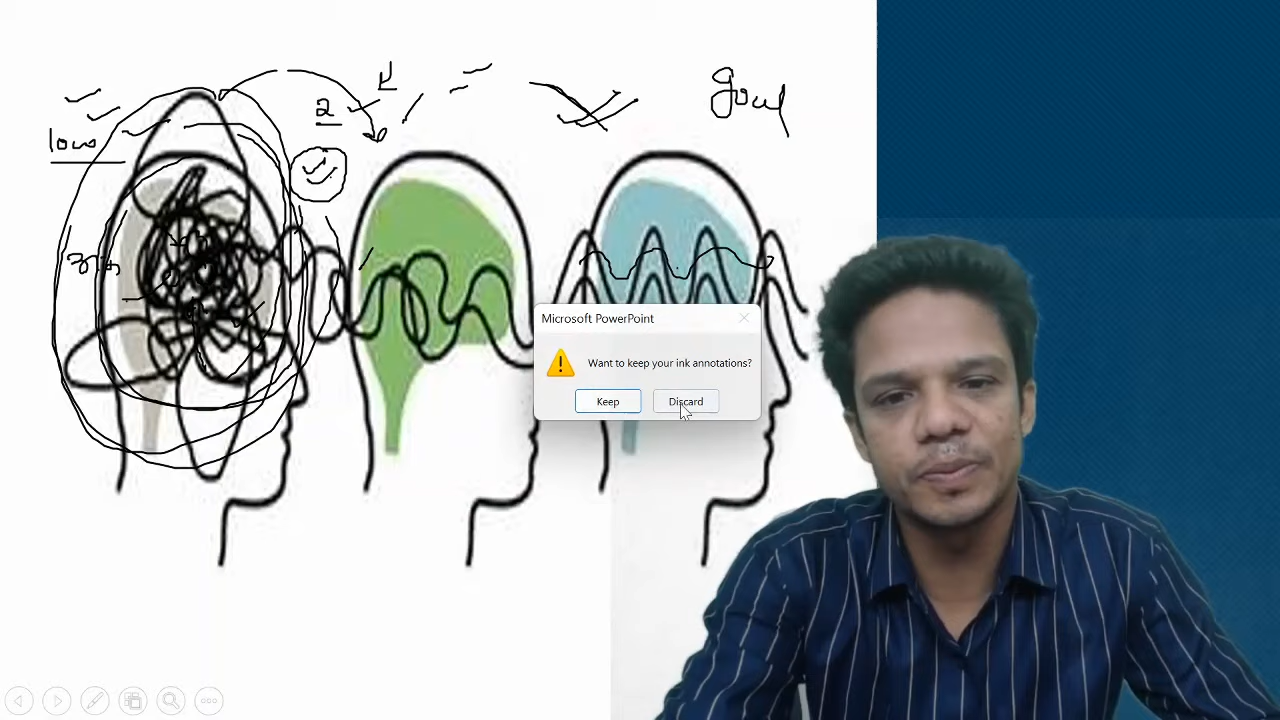 goal
2
low
Microsoft PowerPoint
Want to keep your ink annotations?
Keep
Discard